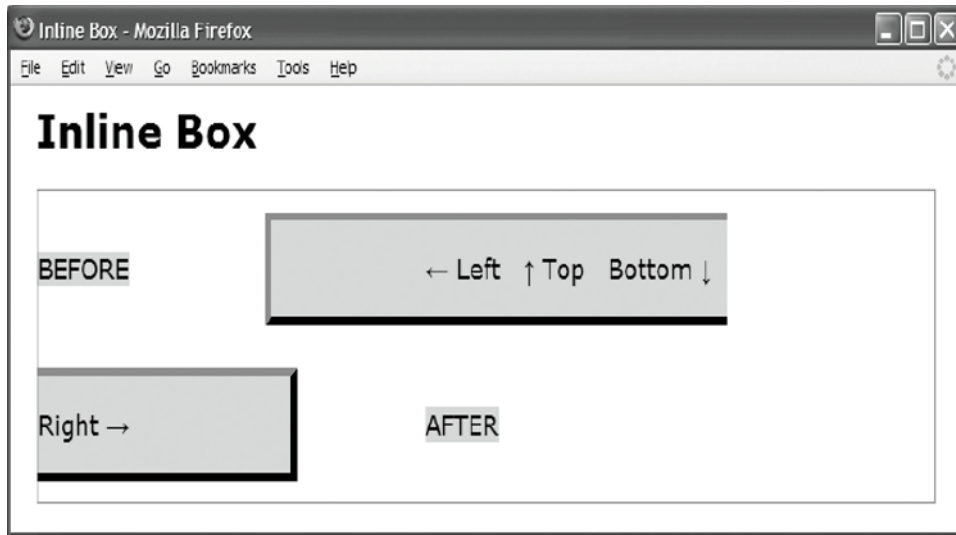 Inline Box - Mozilla Firefox
File Edit View Go Bookmarks Tools Help
Inline Box
BEFORE ← Left ↑ Top Bottom ↓
Right → AFTER